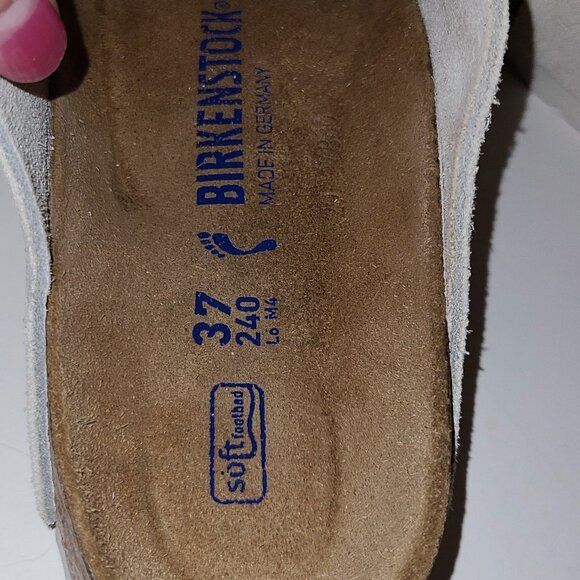 BIRKENSTOCK®
MADE IN GERMANY
37
240
L6 M4
soft footbed